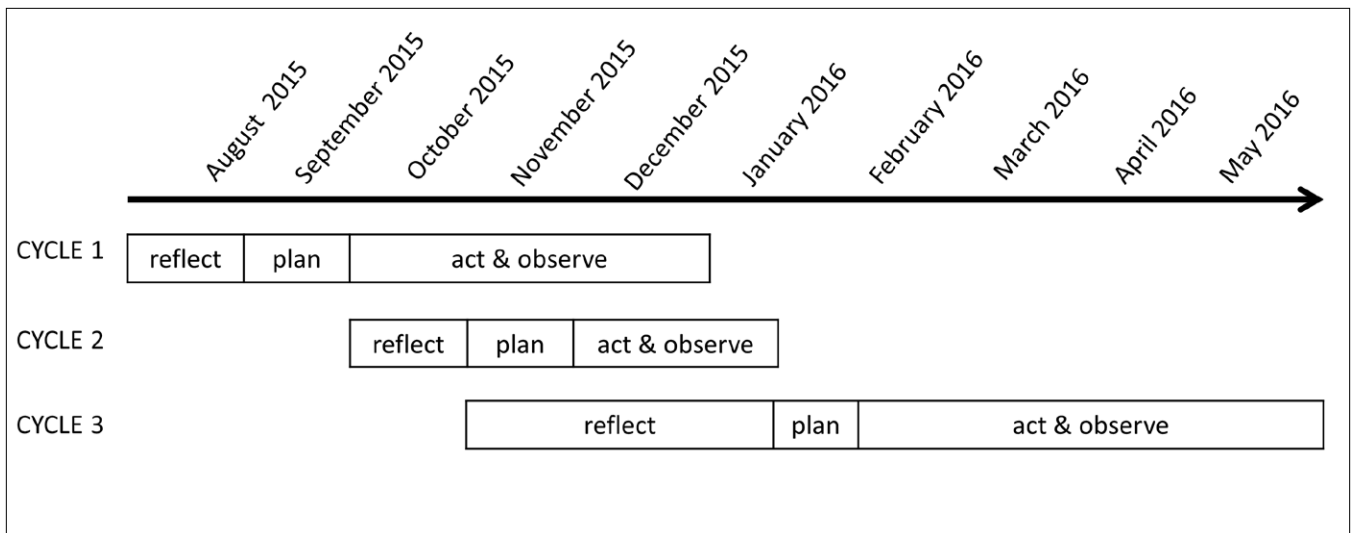 August 2015
September 2015
October 2015
November 2015
December 2015
January 2016
February 2016
March 2016
April 2016
May 2016
CYCLE 1
reflect
plan
act & observe
CYCLE 2
reflect
plan
act & observe
CYCLE 3
reflect
plan
act & observe